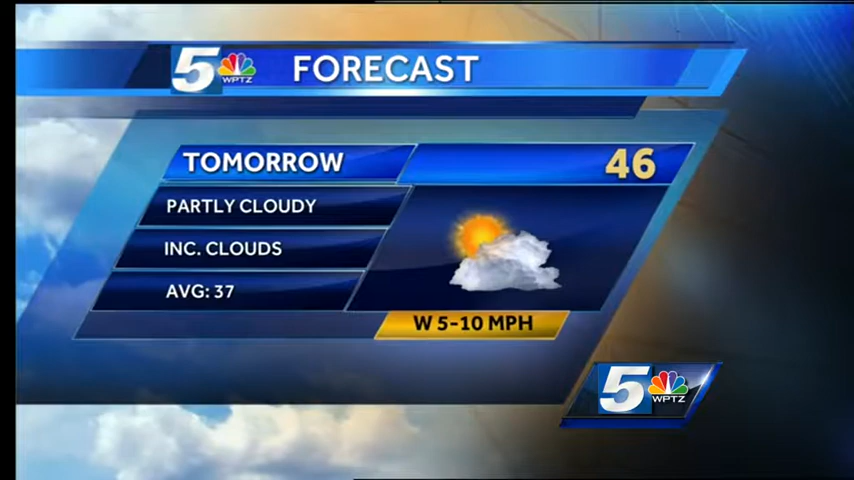 5 WPTZ FORECAST
TOMORROW 46
PARTLY CLOUDY
INC. CLOUDS
AVG: 37
W 5-10 MPH
5 WPTZ